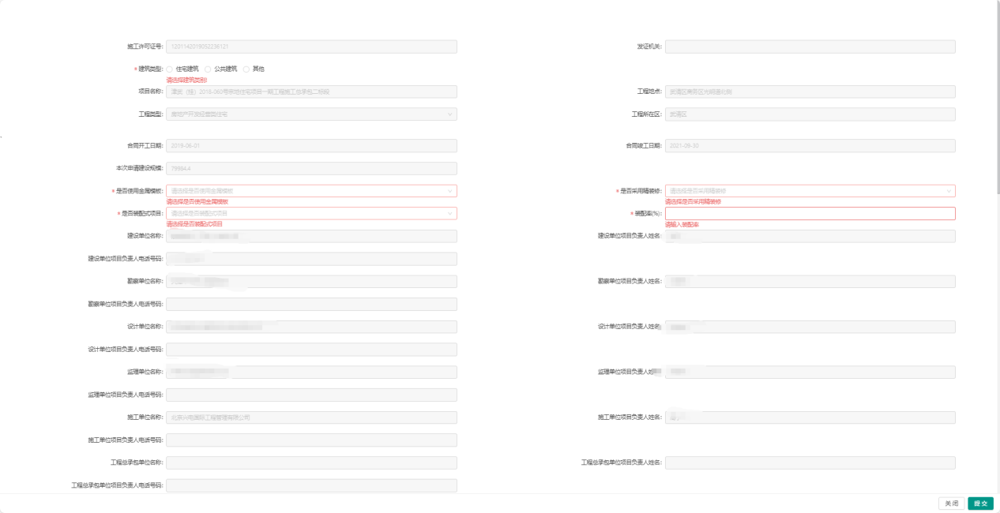 施工许可证号: 1201142019052236121 发证机关:
* 建筑类型: 住宅建筑 公共建筑 其他
请选择建筑类别!
项目名称: 津武（挂）2018-060号宗地住宅项目一期工程施工总承包二标段 工程地点: 武清区黄庄区光明道北侧
工程类型: 房地产开发经营型住宅 工程所在区: 武清区
合同开工日期: 2019-06-01 合同竣工日期: 2021-09-30
本次申请建设规模: 79984.4
* 是否使用金属模板: 请选择是否使用金属模板 * 是否采用精装修: 请选择是否采用精装修
请选择是否使用金属模板 请选择是否采用精装修
* 是否装配式项目: 请选择是否装配式项目 * 装配率(%):
请选择是否装配式项目 请输入装配率
建设单位名称: 建设单位项目负责人姓名:
建设单位项目负责人电话号码:
勘察单位名称: 勘察单位项目负责人姓名:
勘察单位项目负责人电话号码:
设计单位名称: 设计单位项目负责人姓名
设计单位项目负责人电话号码:
监理单位名称: 监理单位项目负责人
监理单位项目负责人电话号码:
施工单位名称: 北京兴电国际工程管理有限公司 施工单位项目负责人姓名:
施工单位项目负责人电话号码:
工程总承包单位名称: 工程总承包单位项目负责人姓名:
工程总承包单位项目负责人电话号码:
关闭 提交